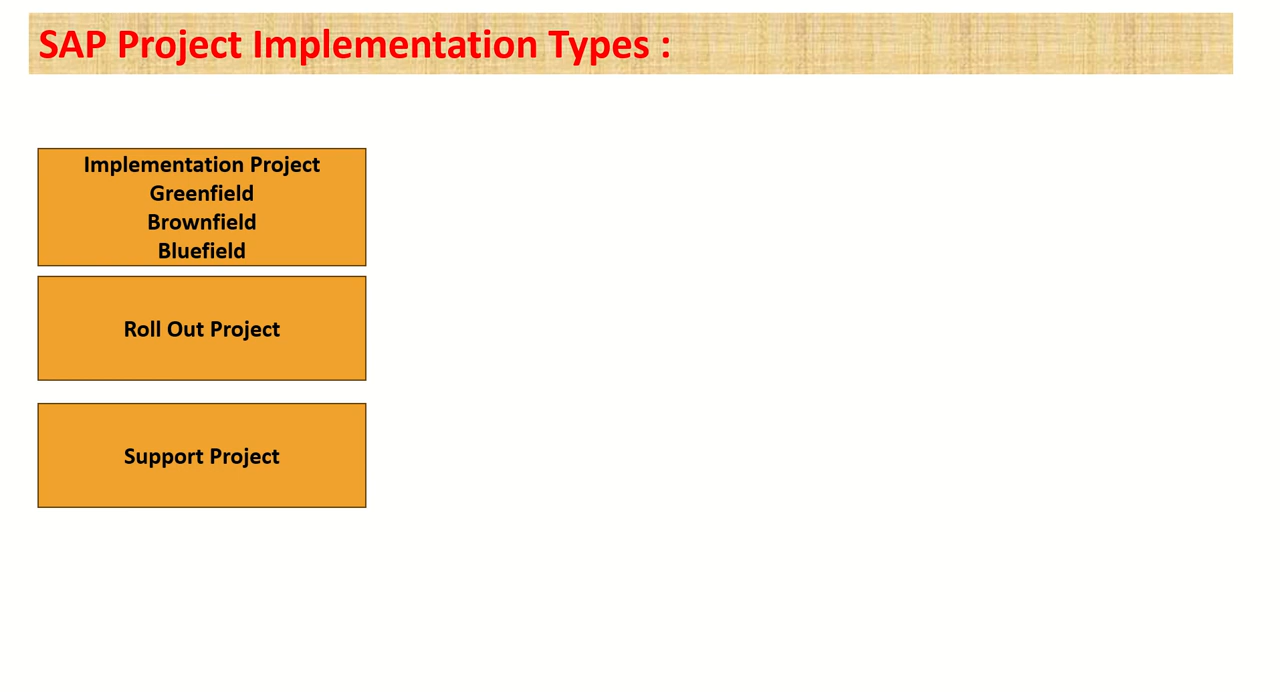 SAP Project Implementation Types :
Implementation Project
Greenfield
Brownfield
Bluefield
Roll Out Project
Support Project